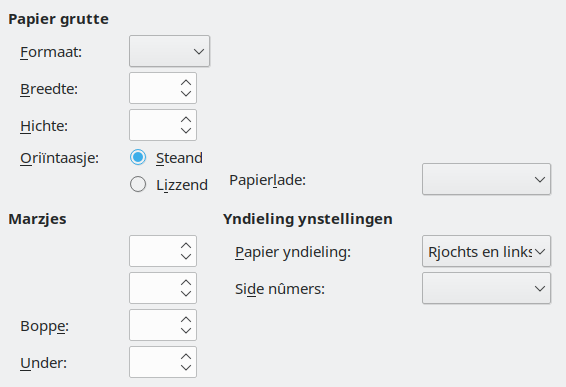 Papier grutte
Formaat:
Breedte:
Hichte:
Oriïntaasje:
Steand
Lizzend
Papierlade:
Marzjes
Boppe:
Under:
Yndieling ynstellingen
Papier yndieling:
Rjochts en links
Side nûmers: